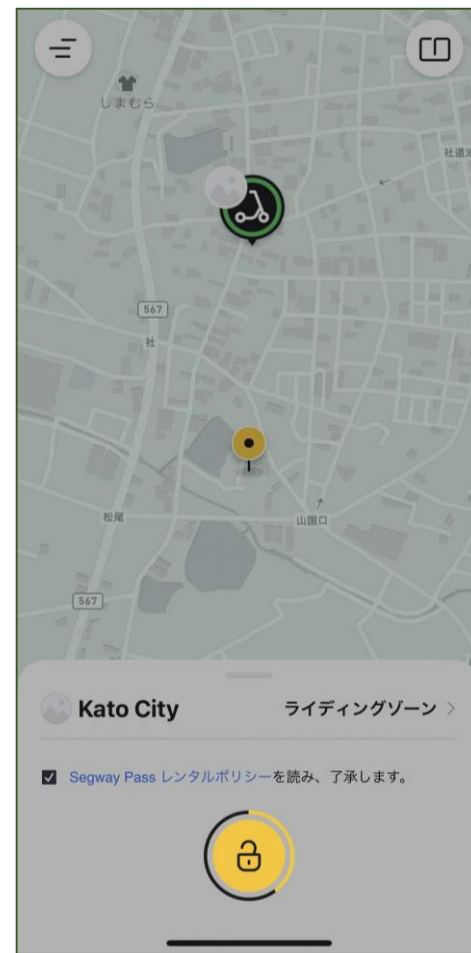 しまむら
社道池
567
社
松尾
山国口
567
Kato City
ライディングゾーン
Segway Pass レンタルポリシーを読み、了承します。